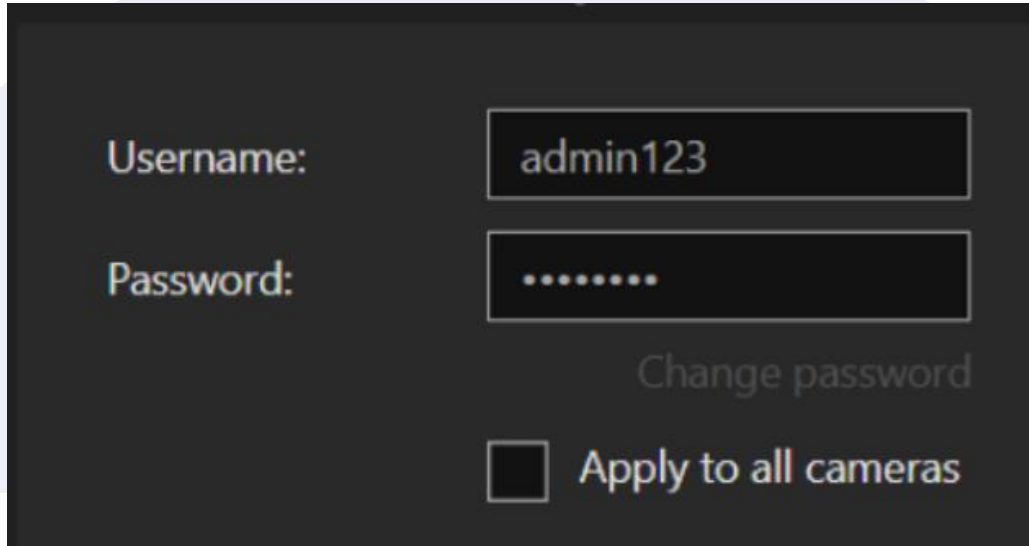 Username:
admin123
Password:
••••••••
Change password
Apply to all cameras